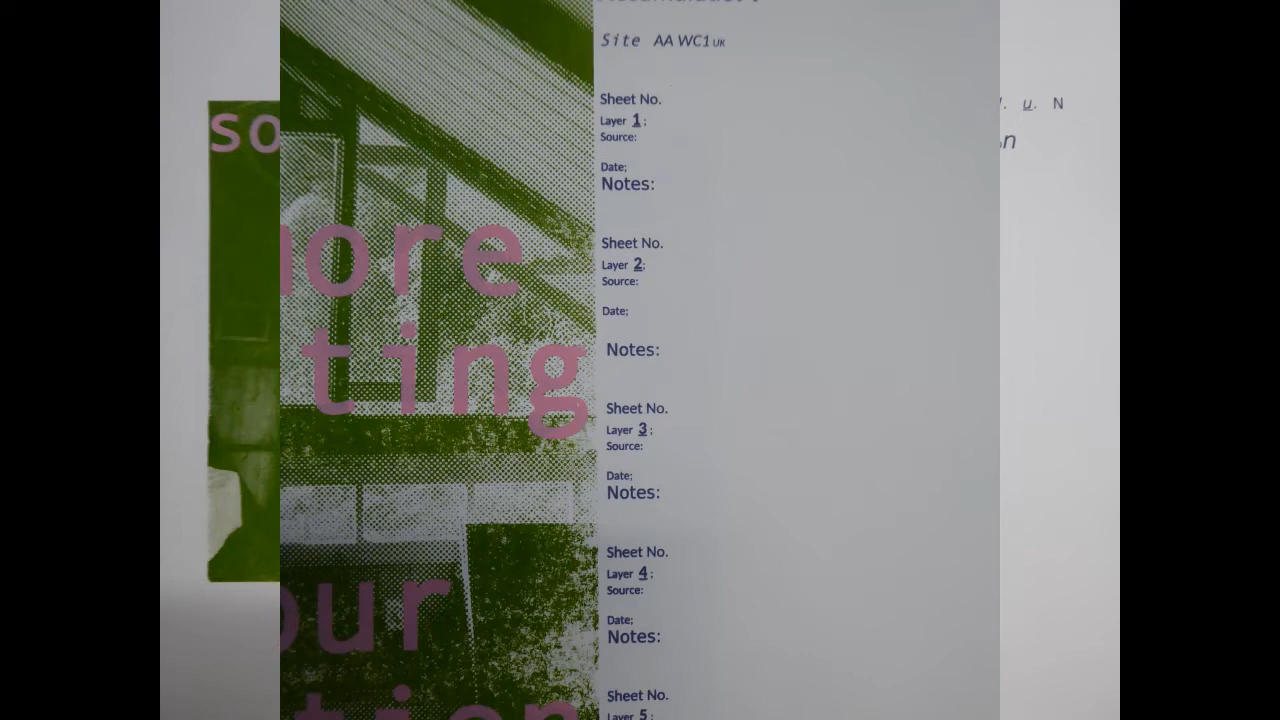 so
ore
ting
our
Site AA WC1 UK
Sheet No.
Layer 1;
Source:
Date;
Notes:
Sheet No.
Layer 2;
Source:
Date;
Notes:
Sheet No.
Layer 3;
Source:
Date;
Notes:
Sheet No.
Layer 4;
Source:
Date;
Notes:
Sheet No.
Layer 5;
u. N
n